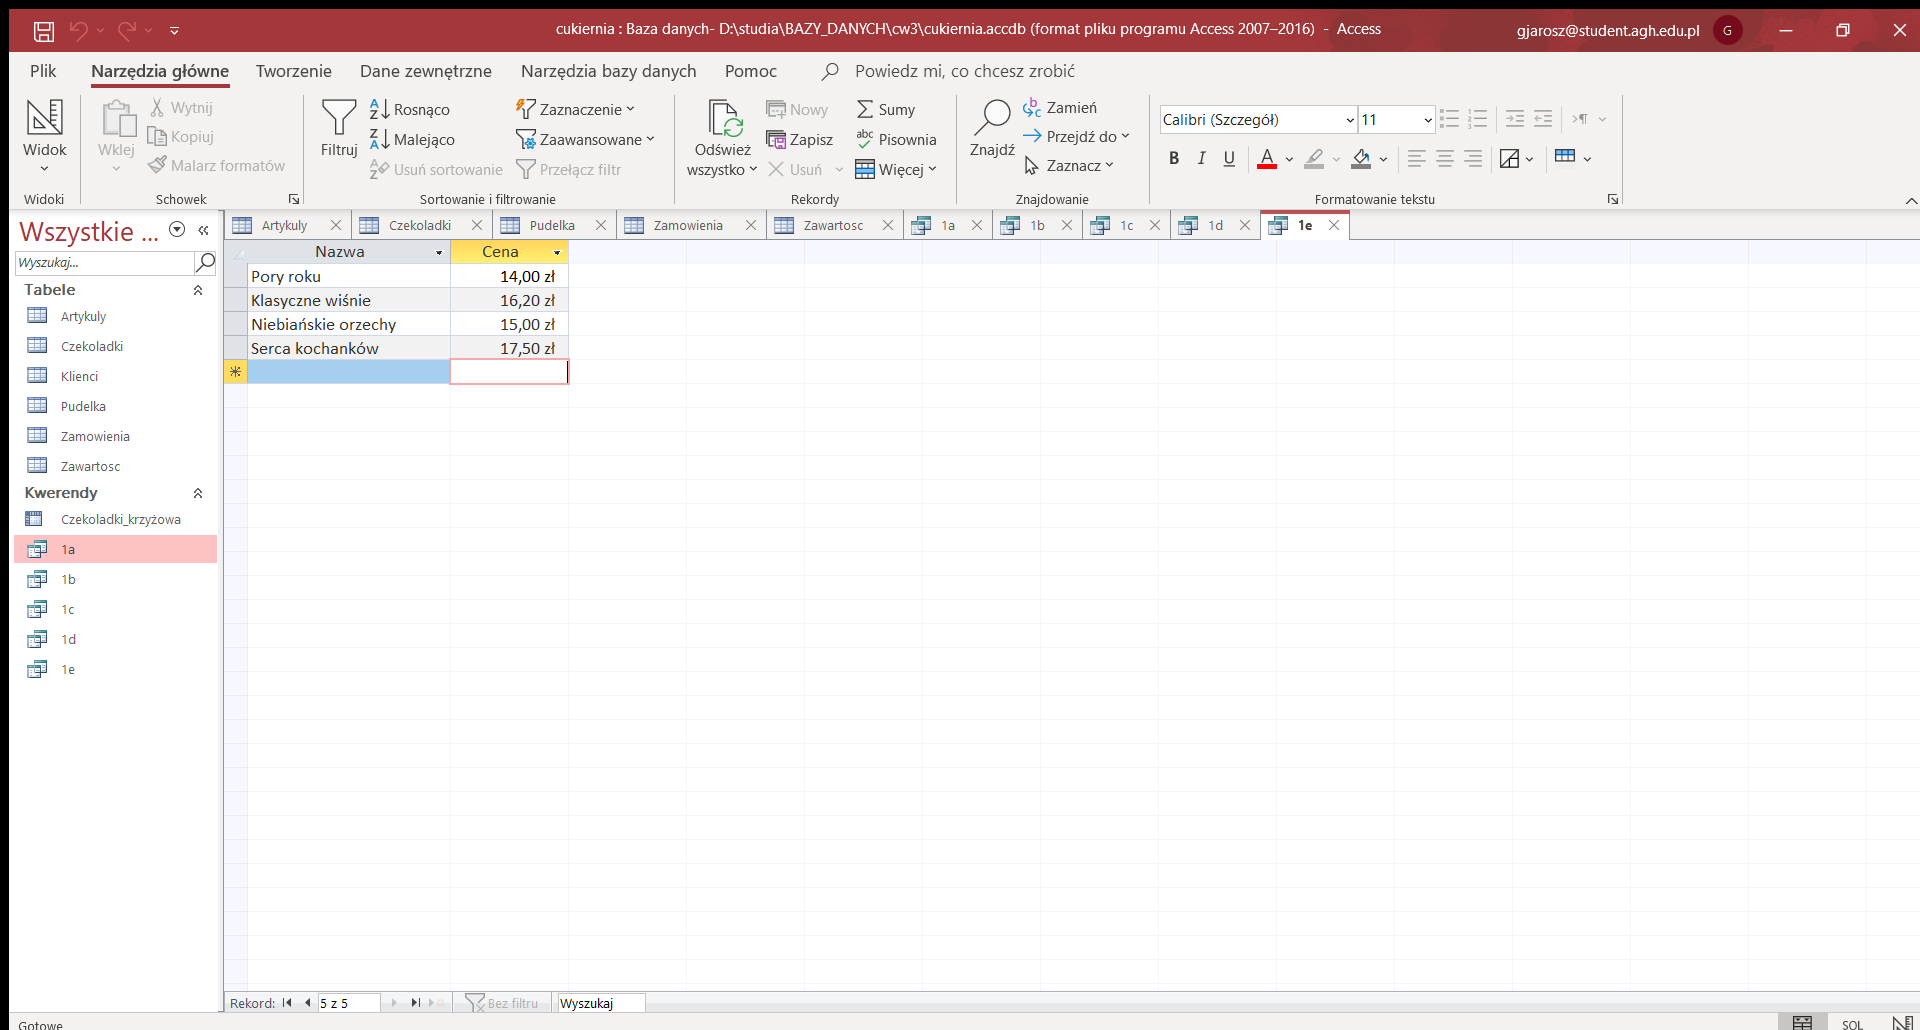 cukiernia : Baza danych- D:\studia\BAZY_DANYCH\cw3\cukiernia.accdb (format pliku programu Access 2007–2016)  -  Access
gjarosz@student.agh.edu.pl
G
Plik
Narzędzia główne
Tworzenie
Dane zewnętrzne
Narzędzia bazy danych
Pomoc
Powiedz mi, co chcesz zrobić
Widok
Widoki
Wklej
Wytnij
Kopiuj
Malarz formatów
Schowek
Filtruj
Rosnąco
Malejąco
Usuń sortowanie
Zaznaczenie
Zaawansowane
Przełącz filtr
Sortowanie i filtrowanie
Odśwież
wszystko
Nowy
Zapisz
Usuń
Sumy
Pisownia
Więcej
Rekordy
Znajdź
Zamień
Przejdź do
Zaznacz
Znajdowanie
Calibri (Szczegół)
11
B
I
U
A
Formatowanie tekstu
Wszystkie ...
Wyszukaj...
Tabele
Artykuly
Czekoladki
Klienci
Pudelka
Zamowienia
Zawartosc
Kwerendy
Czekoladki_krzyżowa
1a
1b
1c
1d
1e
Artykuly
Czekoladki
Pudelka
Zamowienia
Zawartosc
1a
1b
1c
1d
1e
Nazwa Cena
Pory roku 14,00 zł
Klasyczne wiśnie 16,20 zł
Niebiańskie orzechy 15,00 zł
Serca kochanków 17,50 zł
Rekord:
5 z 5
Bez filtru
Wyszukaj
Gotowe
SQL